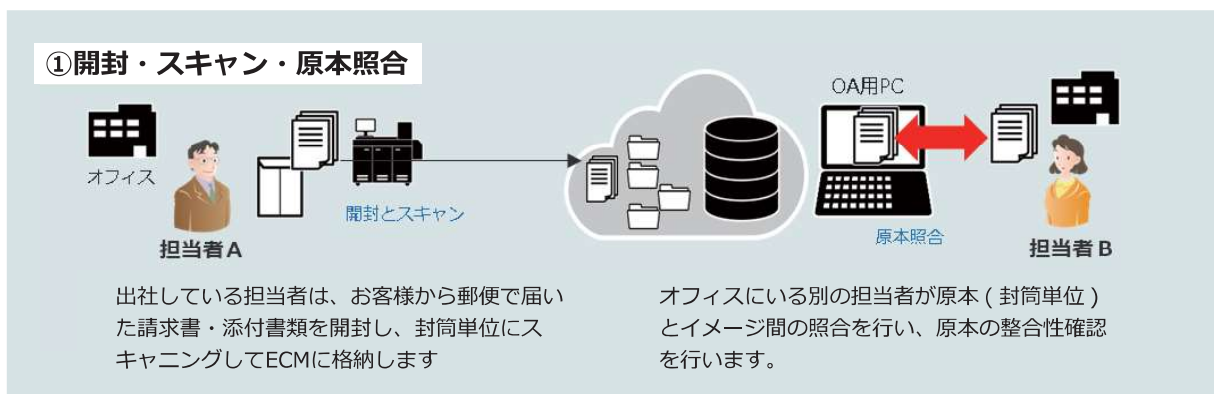 ①開封・スキャン・原本照合
オフィス
担当者A
開封とスキャン
OA用PC
原本照合
担当者B
出社している担当者は、お客様から郵便で届い
た請求書・添付書類を開封し、封筒単位にス
キャニングしてECMに格納します
オフィスにいる別の担当者が原本 ( 封筒単位 )
とイメージ間の照合を行い、原本の整合性確認
を行います。